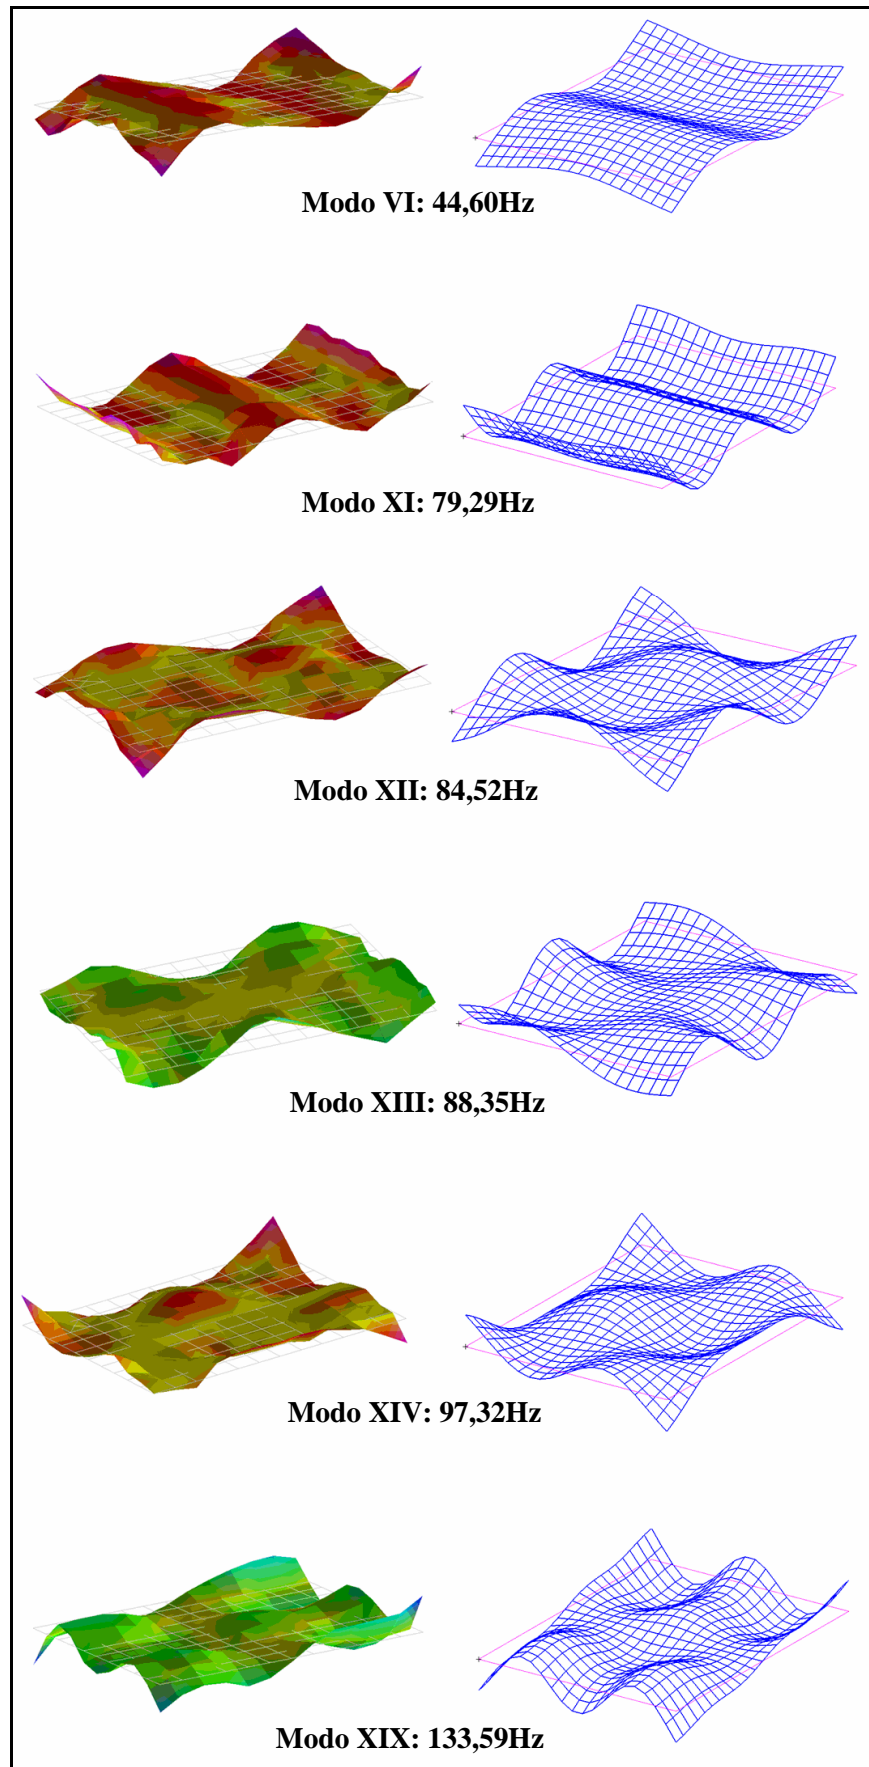 Modo VI: 44,60Hz
Modo XI: 79,29Hz
Modo XII: 84,52Hz
Modo XIII: 88,35Hz
Modo XIV: 97,32Hz
Modo XIX: 133,59Hz